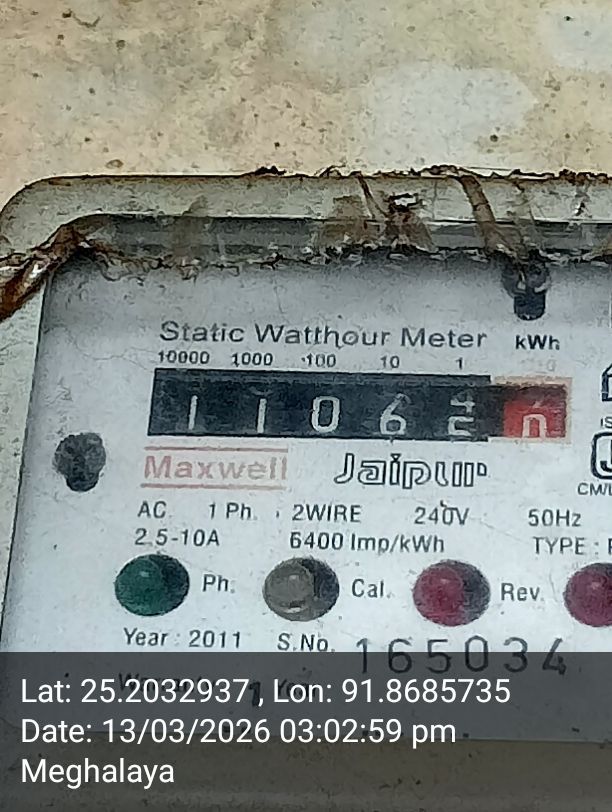 Static Watthour Meter kWh
10000 1000 100 10 1
1 1 0 6
Maxwell Jaipur
AC. 1 Ph. 2WIRE 240V 50Hz
2.5-10A 6400 Imp/kWh TYPE :
Ph. Cal. Rev.
Year : 2011 S.No. 165034
Lat: 25.2032937 , Lon: 91.8685735
Date: 13/03/2026 03:02:59 pm
Meghalaya